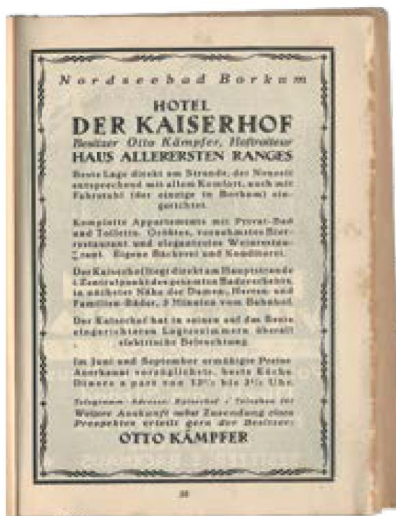 Nordseebad Borkum
HOTEL
DER KAISERHOF
Besitzer Otto Kämpfer, Hoftraiteur
HAUS ALLERERSTEN RANGES
Beste Lage direkt am Strande, der Neuzeit
entsprechend mit allem Komfort, auch mit
Fahrstuhl (der einzige in Borkum) ein-
gerichtet.
Komplette Appartements mit Privat-Bad
und Toilette. Größtes, vornehmstes Bier-
restaurant und elegantestes Weinrestau-
rant. Eigene Bäckerei und Konditorei.
Der Kaiserhof liegt direkt am Hauptstrande
i. Zentralpunkt des gesamten Badeverkehrs,
in nächster Nähe der Damen-, Herren- und
Familien-Bäder, 3 Minuten vom Bahnhof.
Der Kaiserhof hat in seinen auf das Beste
eingerichteten Logierzimmern überall
elektrische Beleuchtung.
Im Juni und September ermäßigte Preise
Anerkannt vorzüglichste, beste Küche
Diners a part von 12½ bis 3½ Uhr.
Telegramm-Adresse: Kaiserhof
Weitere Auskunft nebst Zusendung eines
Prospektes erteilt gern der Besitzer:
OTTO KÄMPFER